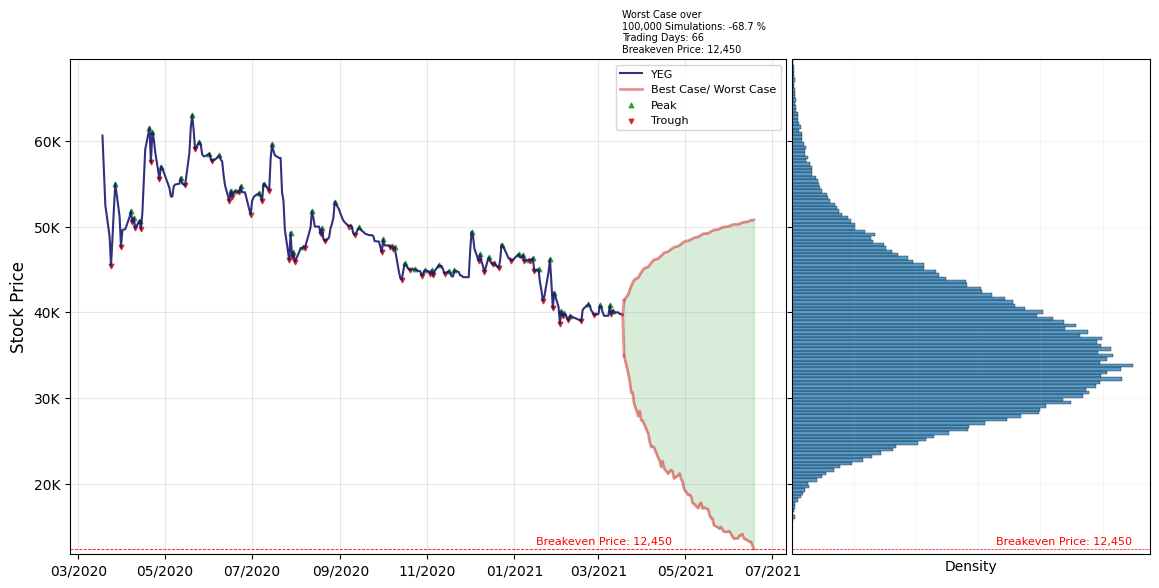 Worst Case over
100,000 Simulations: -68.7 %
Trading Days: 66
Breakeven Price: 12,450
YEG
Best Case/ Worst Case
Peak
Trough
Stock Price
60K
50K
40K
30K
20K
Breakeven Price: 12,450
Breakeven Price: 12,450
03/2020
05/2020
07/2020
09/2020
11/2020
01/2021
03/2021
05/2021
07/2021
Density